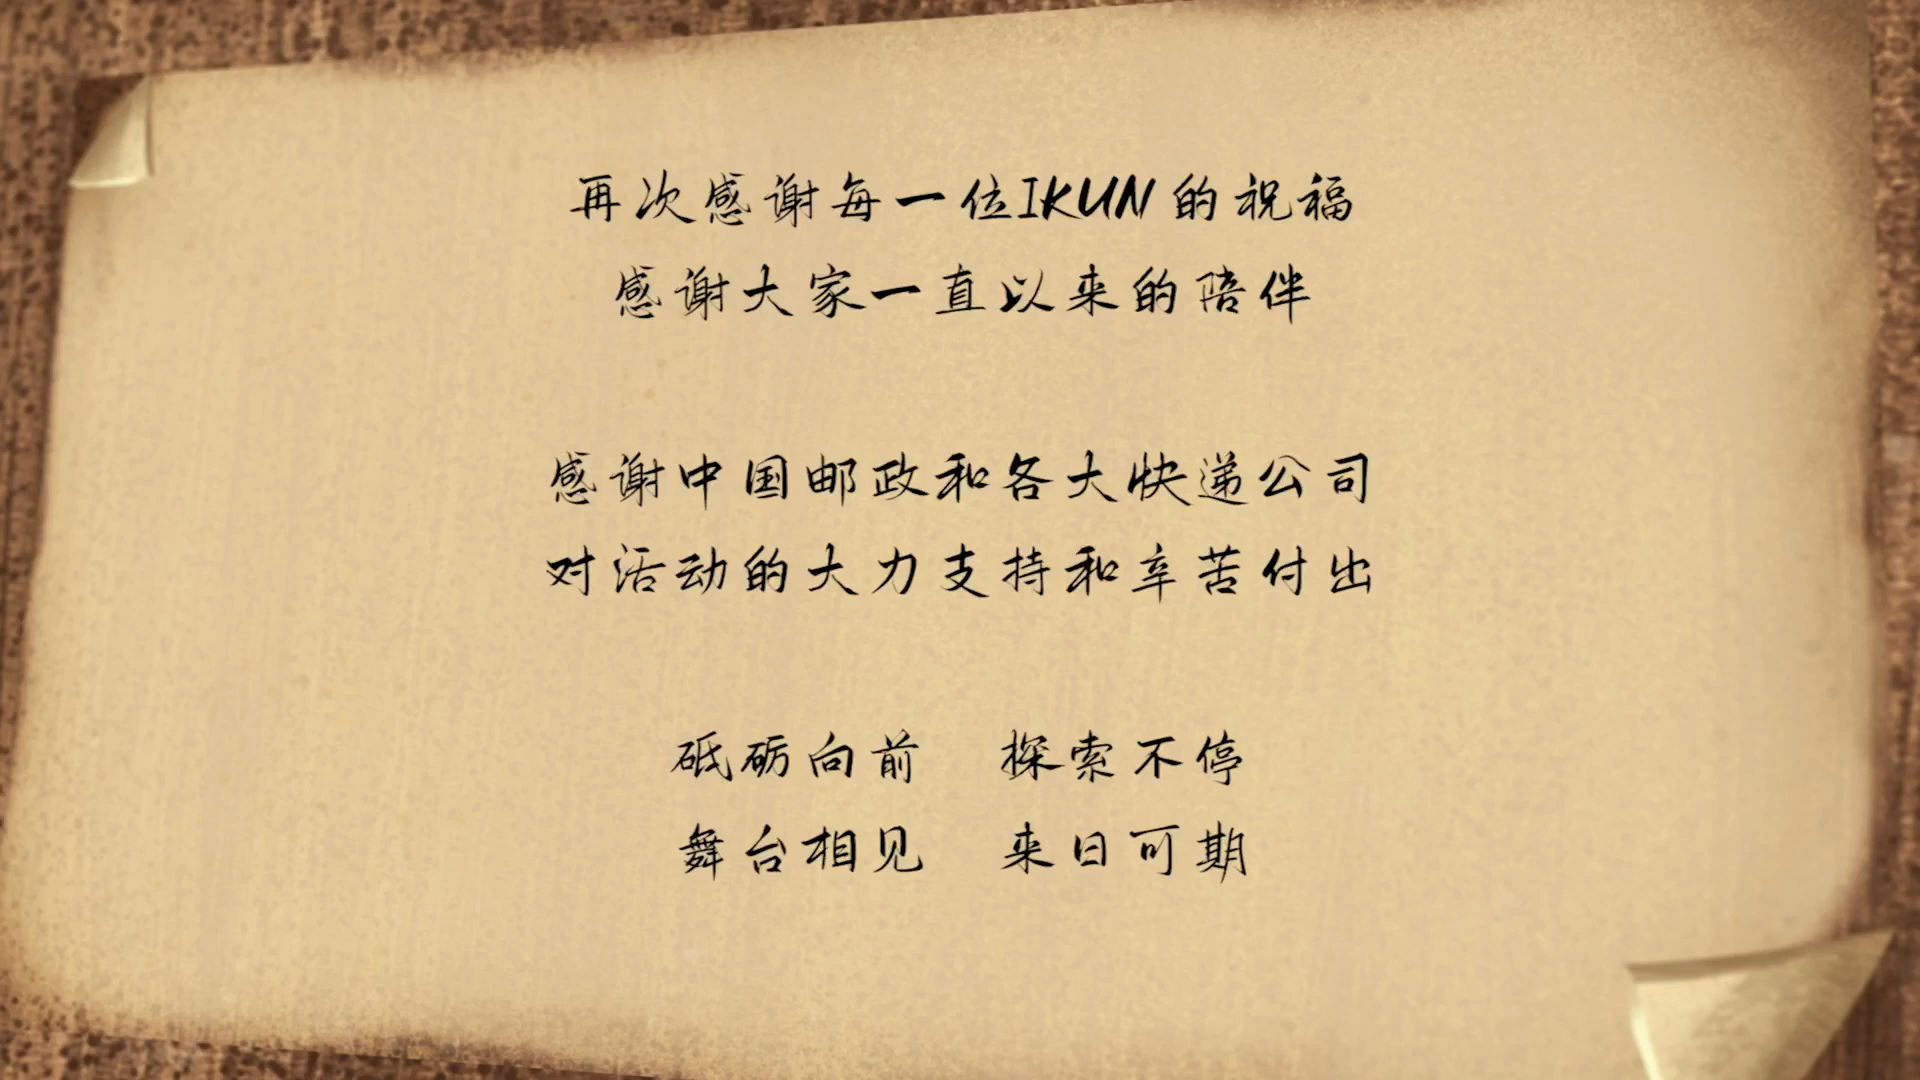 再次感谢每一位IKUN的祝福
感谢大家一直以来的陪伴
感谢中国邮政和各大快递公司
对活动的大力支持和辛苦付出
砥砺向前 探索不停
舞台相见 来日可期